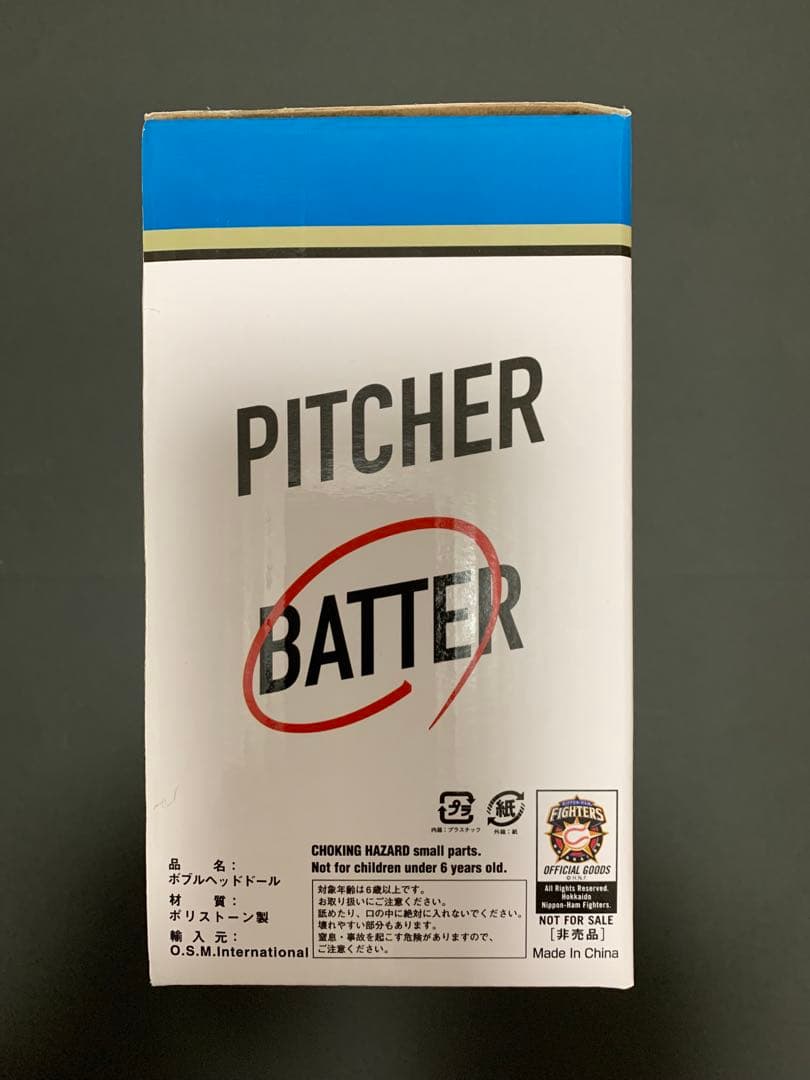 PITCHER
BATTER
プラ
紙
内箱：プラスチック
外箱：紙
CHOKING HAZARD small parts.
Not for children under 6 years old.
品　名：
ボブルヘッドドール
材　質：
ポリストーン製
輸入元：
O.S.M.International
対象年齢は6歳以上です。
お取り扱いにご注意ください。
舐めたり、口の中に絶対に入れないでください。
壊れやすい部分もあります。
窒息・事故を起こす危険がありますので、
ご注意ください。
NIPPON-HAM
FIGHTERS
OFFICIAL GOODS
© H.N.F
All Rights Reserved.
Hokkaido
Nippon-Ham Fighters.
NOT FOR SALE
[非売品]
Made In China